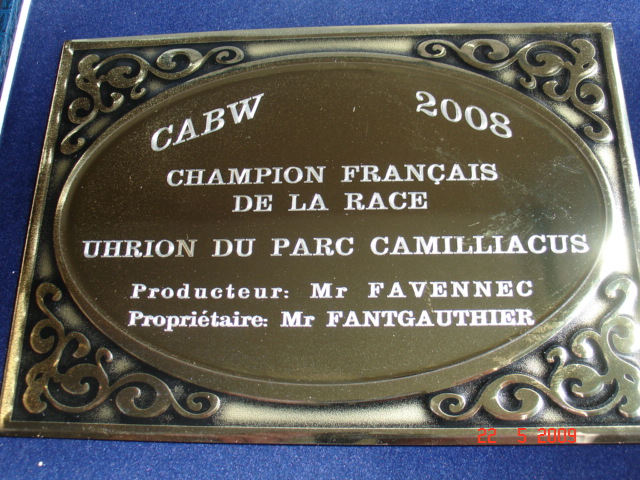 CABW 2008
CHAMPION FRANÇAIS
DE LA RACE
UHRION DU PARC CAMILLIACUS
Producteur: Mr FAVENNEC
Propriétaire: Mr FANTGAUTHIER
22 5 2008